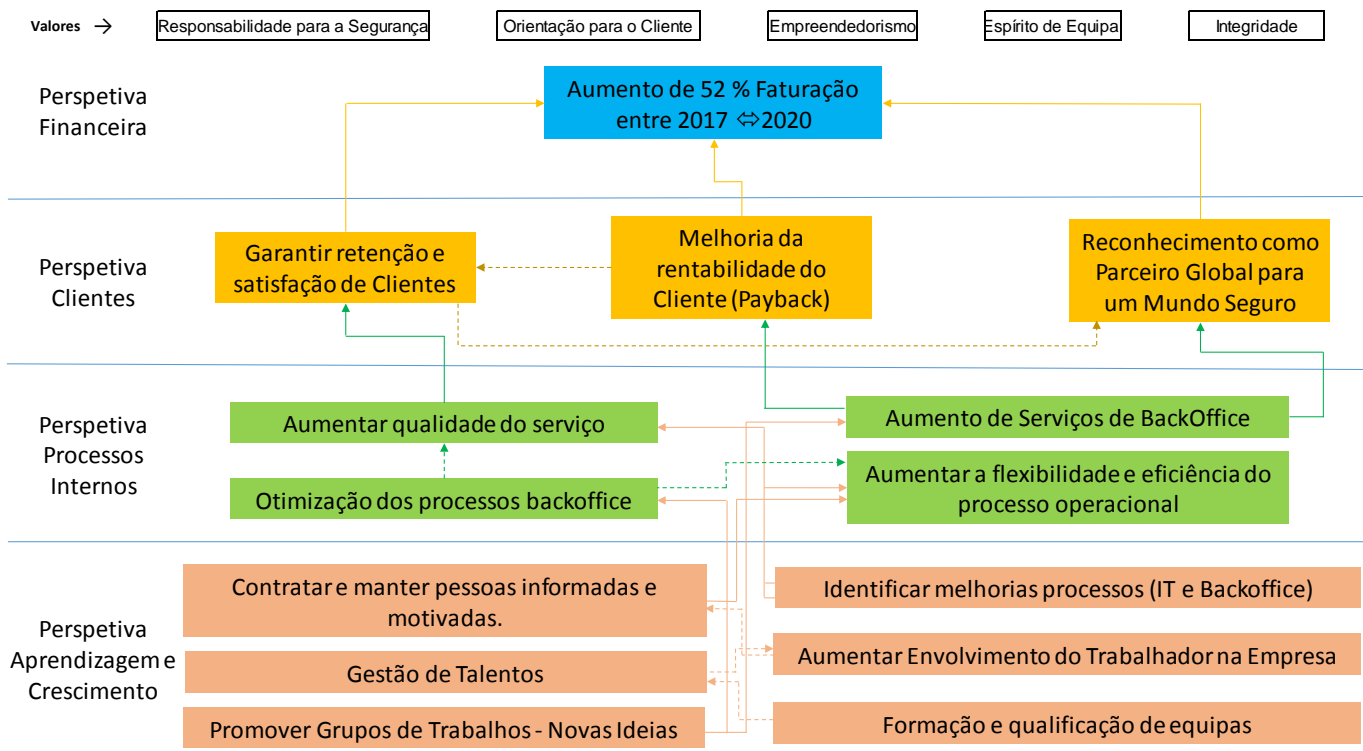 Valores →
Responsabilidade para a Segurança
Orientação para o Cliente
Empreendedorismo
Espírito de Equipa
Integridade
Perspetiva
Financeira
Aumento de 52 % Faturação
entre 2017 ⇔2020
Perspetiva
Clientes
Garantir retenção e
satisfação de Clientes
Melhoria da
rentabilidade do
Cliente (Payback)
Reconhecimento como
Parceiro Global para
um Mundo Seguro
Perspetiva
Processos
Internos
Aumentar qualidade do serviço
Aumento de Serviços de BackOffice
Otimização dos processos backoffice
Aumentar a flexibilidade e eficiência do
processo operacional
Perspetiva
Aprendizagem e
Crescimento
Contratar e manter pessoas informadas e
motivadas.
Identificar melhorias processos (IT e Backoffice)
Gestão de Talentos
Aumentar Envolvimento do Trabalhador na Empresa
Promover Grupos de Trabalhos - Novas Ideias
Formação e qualificação de equipas